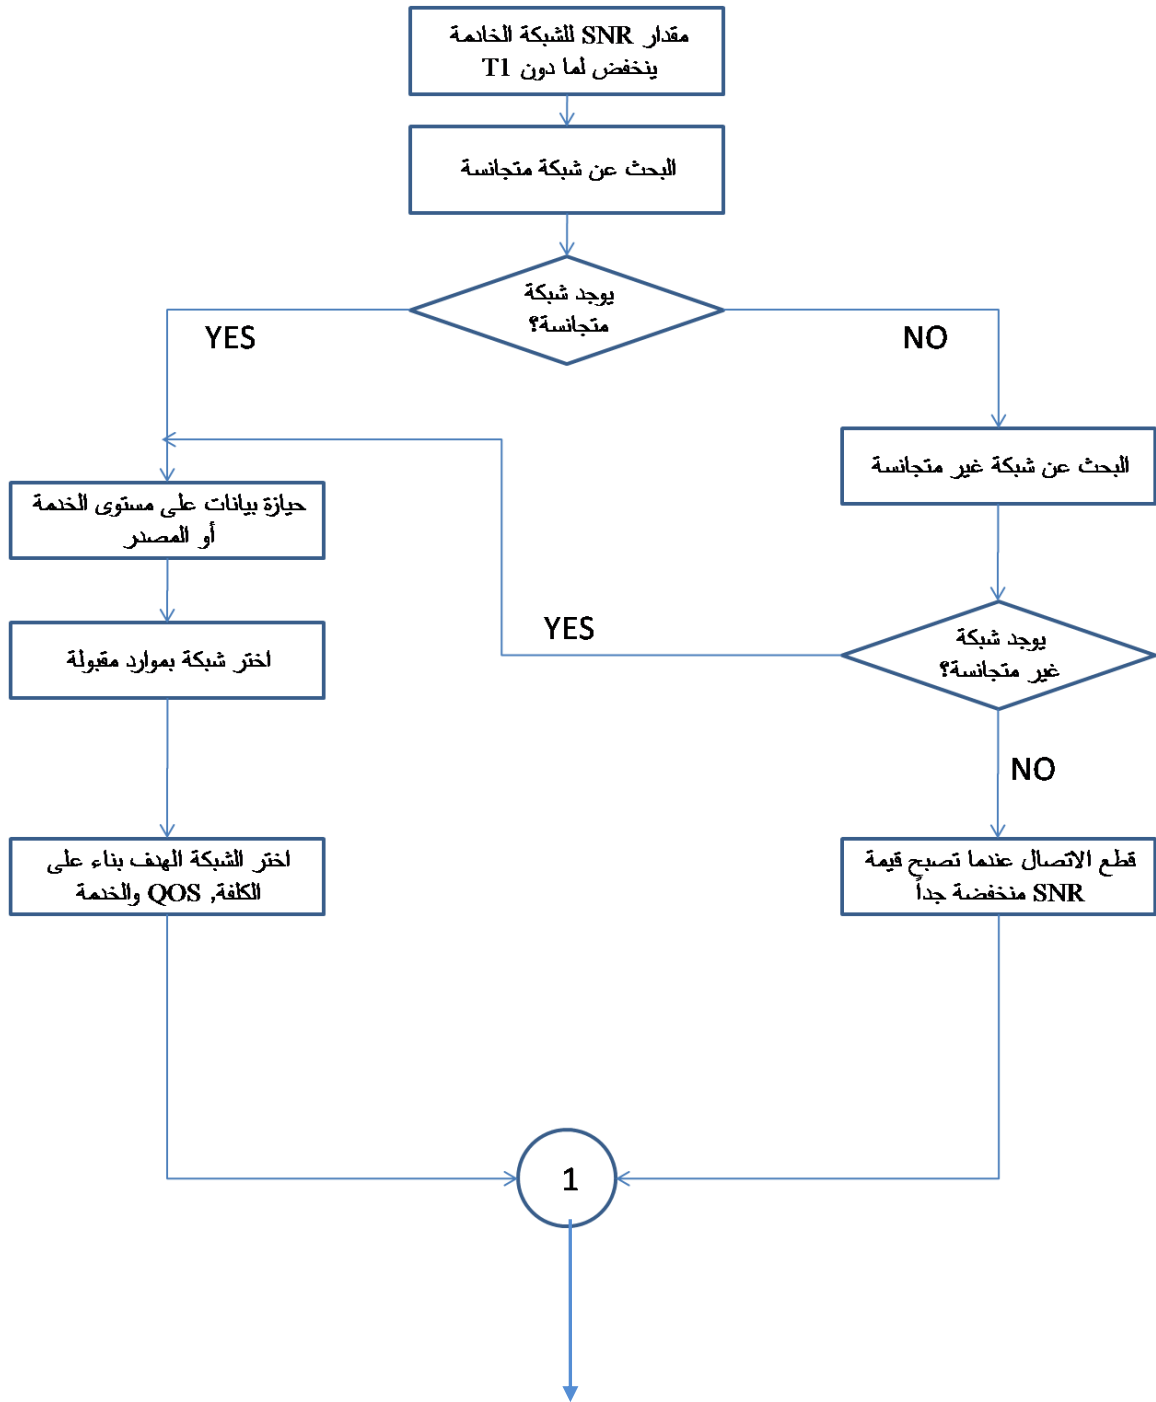 مقدار SNR للشبكة الخادمة
ينخفض لما دون T1
البحث عن شبكة متجانسة
يوجد شبكة
متجانسة؟
YES
NO
البحث عن شبكة غير متجانسة
حيازة بيانات على مستوى الخدمة
أو المصدر
YES
يوجد شبكة
غير متجانسة؟
اختر شبكة بموارد مقبولة
NO
اختر الشبكة الهدف بناء على
الكلفة, QOS والخدمة
قطع الاتصال عندما تصبح قيمة
SNR منخفضة جداً
1